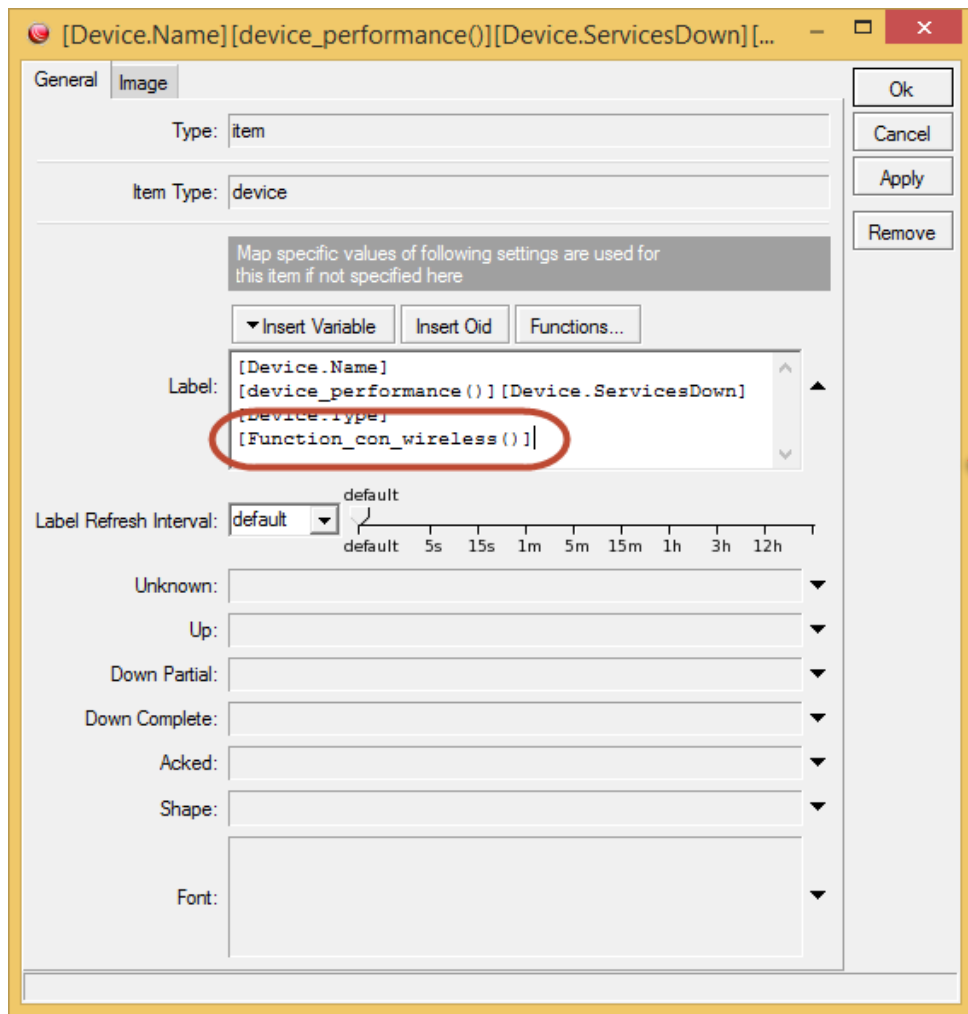 [Device.Name][device_performance()][Device.ServicesDown][...
General
Image
Ok
Cancel
Apply
Remove
Type: item
Item Type: device
Map specific values of following settings are used for
this item if not specified here
Insert Variable
Insert Oid
Functions...
Label:
[Device.Name]
[device_performance()][Device.ServicesDown]
[Device.Type]
[Function_con_wireless()]
default
Label Refresh Interval: default
default 5s 15s 1m 5m 15m 1h 3h 12h
Unknown:
Up:
Down Partial:
Down Complete:
Acked:
Shape:
Font: